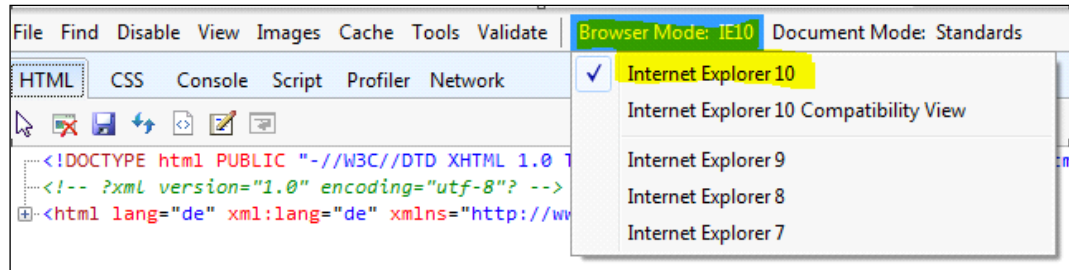 File Find Disable View Images Cache Tools Validate Browser Mode: IE10 Document Mode: Standards
HTML CSS Console Script Profiler Network
Internet Explorer 10
Internet Explorer 10 Compatibility View
Internet Explorer 9
Internet Explorer 8
Internet Explorer 7
<!DOCTYPE html PUBLIC "-//W3C//DTD XHTML 1.0
<!-- ?xml version="1.0" encoding="utf-8"? -->
<html lang="de" xml:lang="de" xmlns="http://